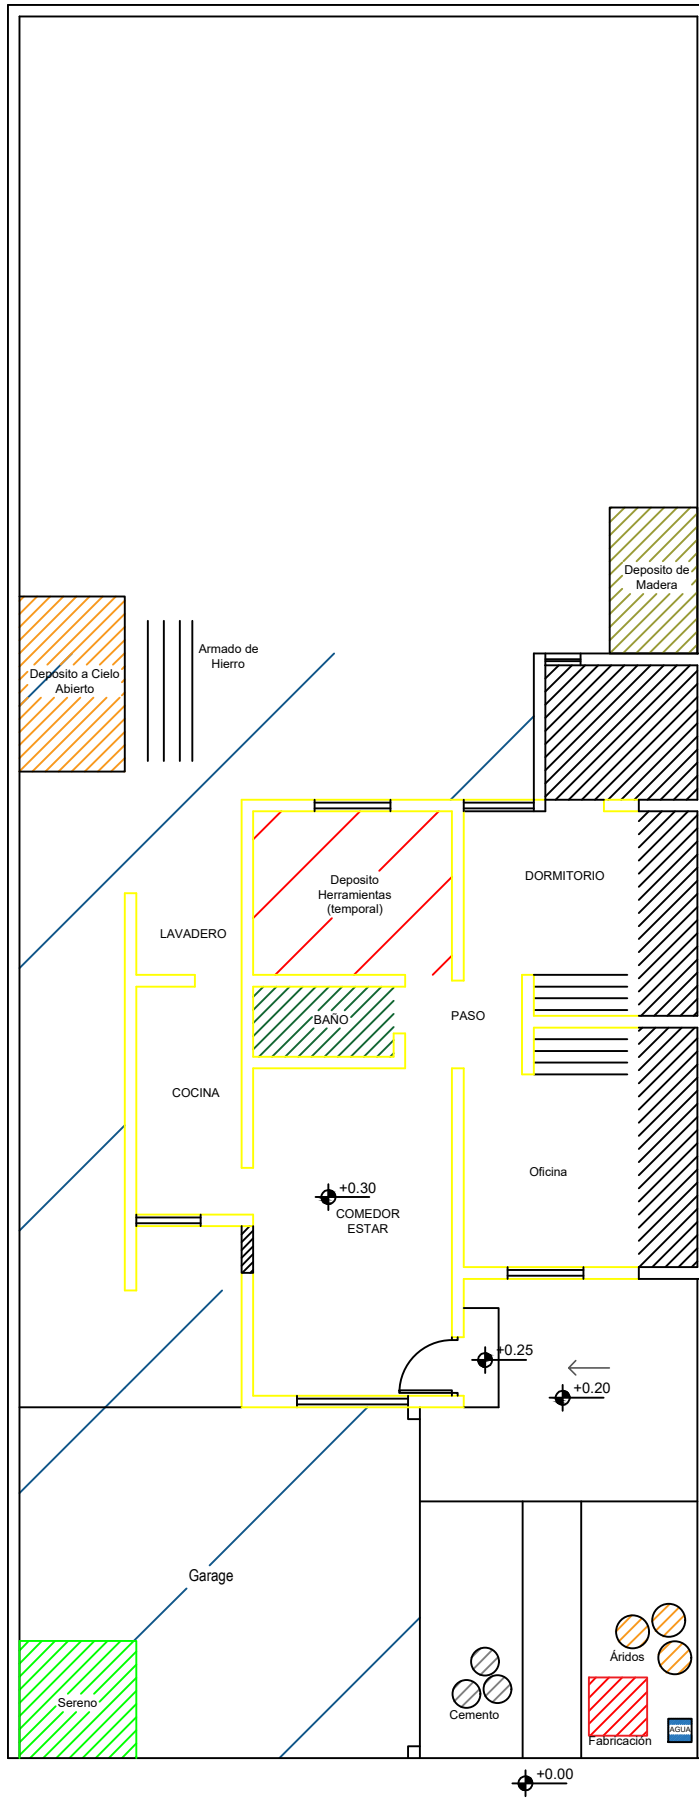 Deposito de
Madera
Armado de
Hierro
Deposito a Cielo
Abierto
Deposito
Herramientas
(temporal)
DORMITORIO
LAVADERO
BAÑO
PASO
COCINA
Oficina
+0.30
COMEDOR
ESTAR
+0.25
+0.20
Garage
Áridos
Sereno
Cemento
AGUA
Fabricación
+0.00